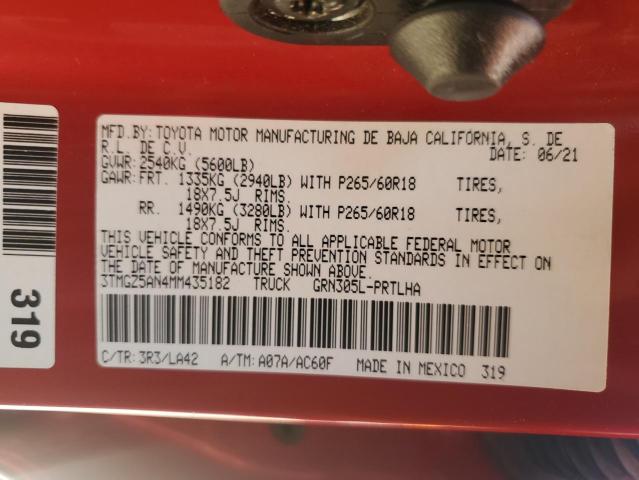 MFD.BY: TOYOTA MOTOR MANUFACTURING DE BAJA CALIFORNIA, S. DE
R.L. DE C.V. DATE: 06/21
GVWR: 2540KG (5600LB)
GAWR: FRT. 1335KG (2940LB) WITH P265/60R18 TIRES,
18X7.5J RIMS.
RR. 1490KG (3280LB) WITH P265/60R18 TIRES,
18X7.5J RIMS.
THIS VEHICLE CONFORMS TO ALL APPLICABLE FEDERAL MOTOR
VEHICLE SAFETY AND THEFT PREVENTION STANDARDS IN EFFECT ON
THE DATE OF MANUFACTURE SHOWN ABOVE.
3TMGZ5AN4MM435182 TRUCK GRN305L-PRTLHA
C/TR: 3R3/LA42 A/TM: A07A/AC60F MADE IN MEXICO 319
319